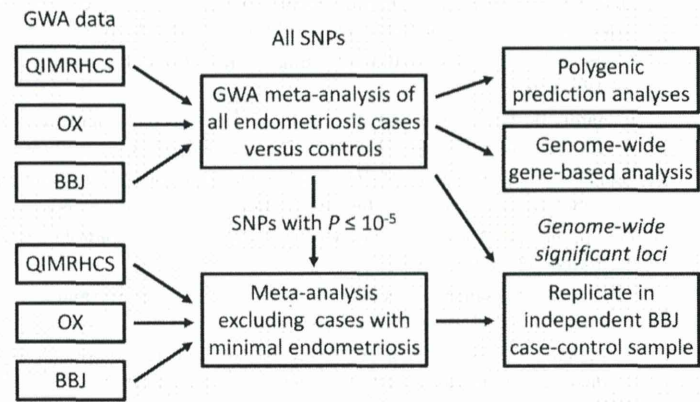 GWA data
All SNPs
QIMRHCS
OX
BBJ
GWA meta-analysis of
all endometriosis cases
versus controls
Polygenic
prediction analyses
Genome-wide
gene-based analysis
SNPs with P ≤ 10⁻⁵
Genome-wide
significant loci
QIMRHCS
OX
BBJ
Meta-analysis
excluding cases with
minimal endometriosis
Replicate in
independent BBJ
case-control sample